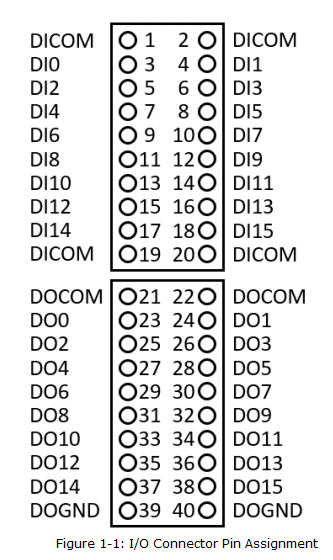 DICOM 1 2 DICOM
DI0 3 4 DI1
DI2 5 6 DI3
DI4 7 8 DI5
DI6 9 10 DI7
DI8 11 12 DI9
DI10 13 14 DI11
DI12 15 16 DI13
DI14 17 18 DI15
DICOM 19 20 DICOM
DOCOM 21 22 DOCOM
DO0 23 24 DO1
DO2 25 26 DO3
DO4 27 28 DO5
DO6 29 30 DO7
DO8 31 32 DO9
DO10 33 34 DO11
DO12 35 36 DO13
DO14 37 38 DO15
DOGND 39 40 DOGND
Figure 1-1: I/O Connector Pin Assignment